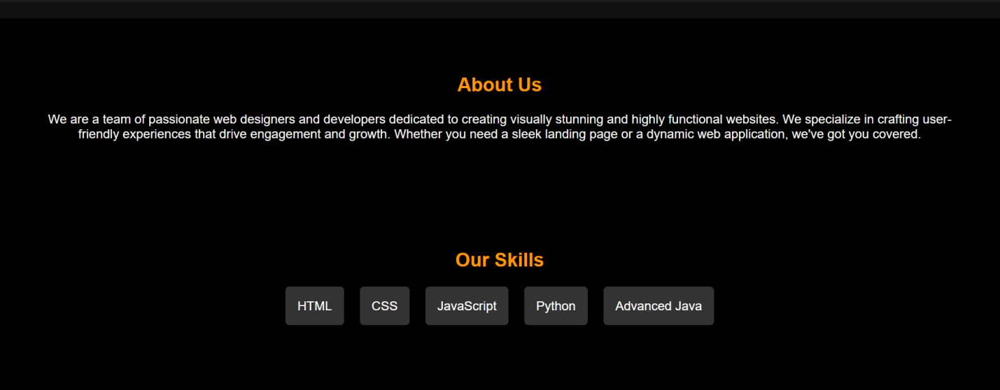 About Us
We are a team of passionate web designers and developers dedicated to creating visually stunning and highly functional websites. We specialize in crafting user-
friendly experiences that drive engagement and growth. Whether you need a sleek landing page or a dynamic web application, we've got you covered.
Our Skills
HTML CSS JavaScript Python Advanced Java